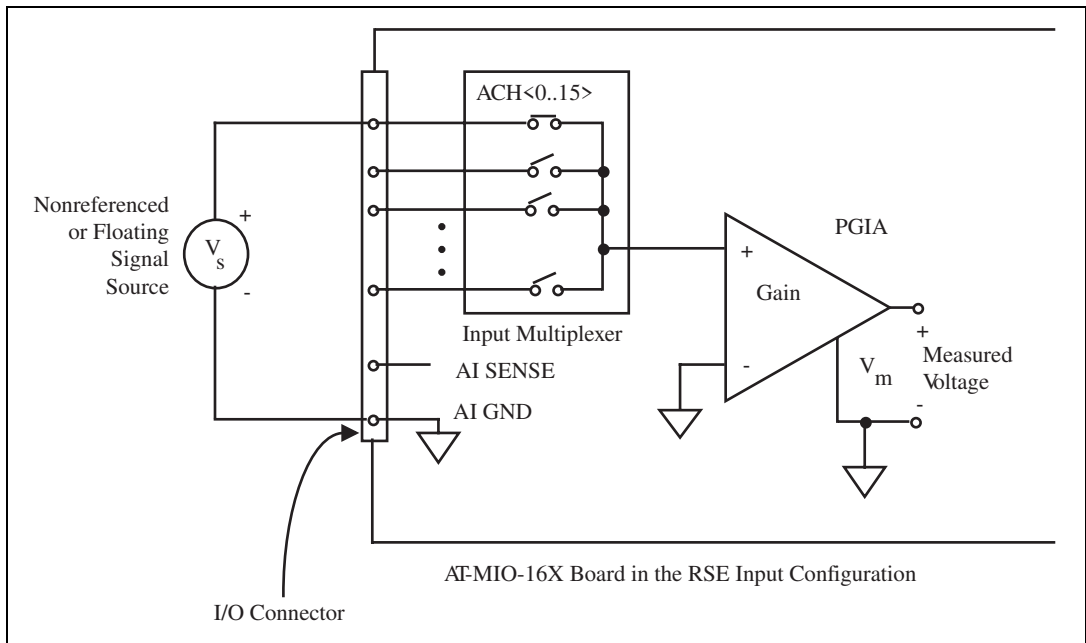 ACH<0..15>
Nonreferenced
or Floating
Signal
Source
+
V
s
-
PGIA
+
Gain
-
+
Measured
Voltage
V
m
-
Input Multiplexer
AI SENSE
AI GND
AT-MIO-16X Board in the RSE Input Configuration
I/O Connector